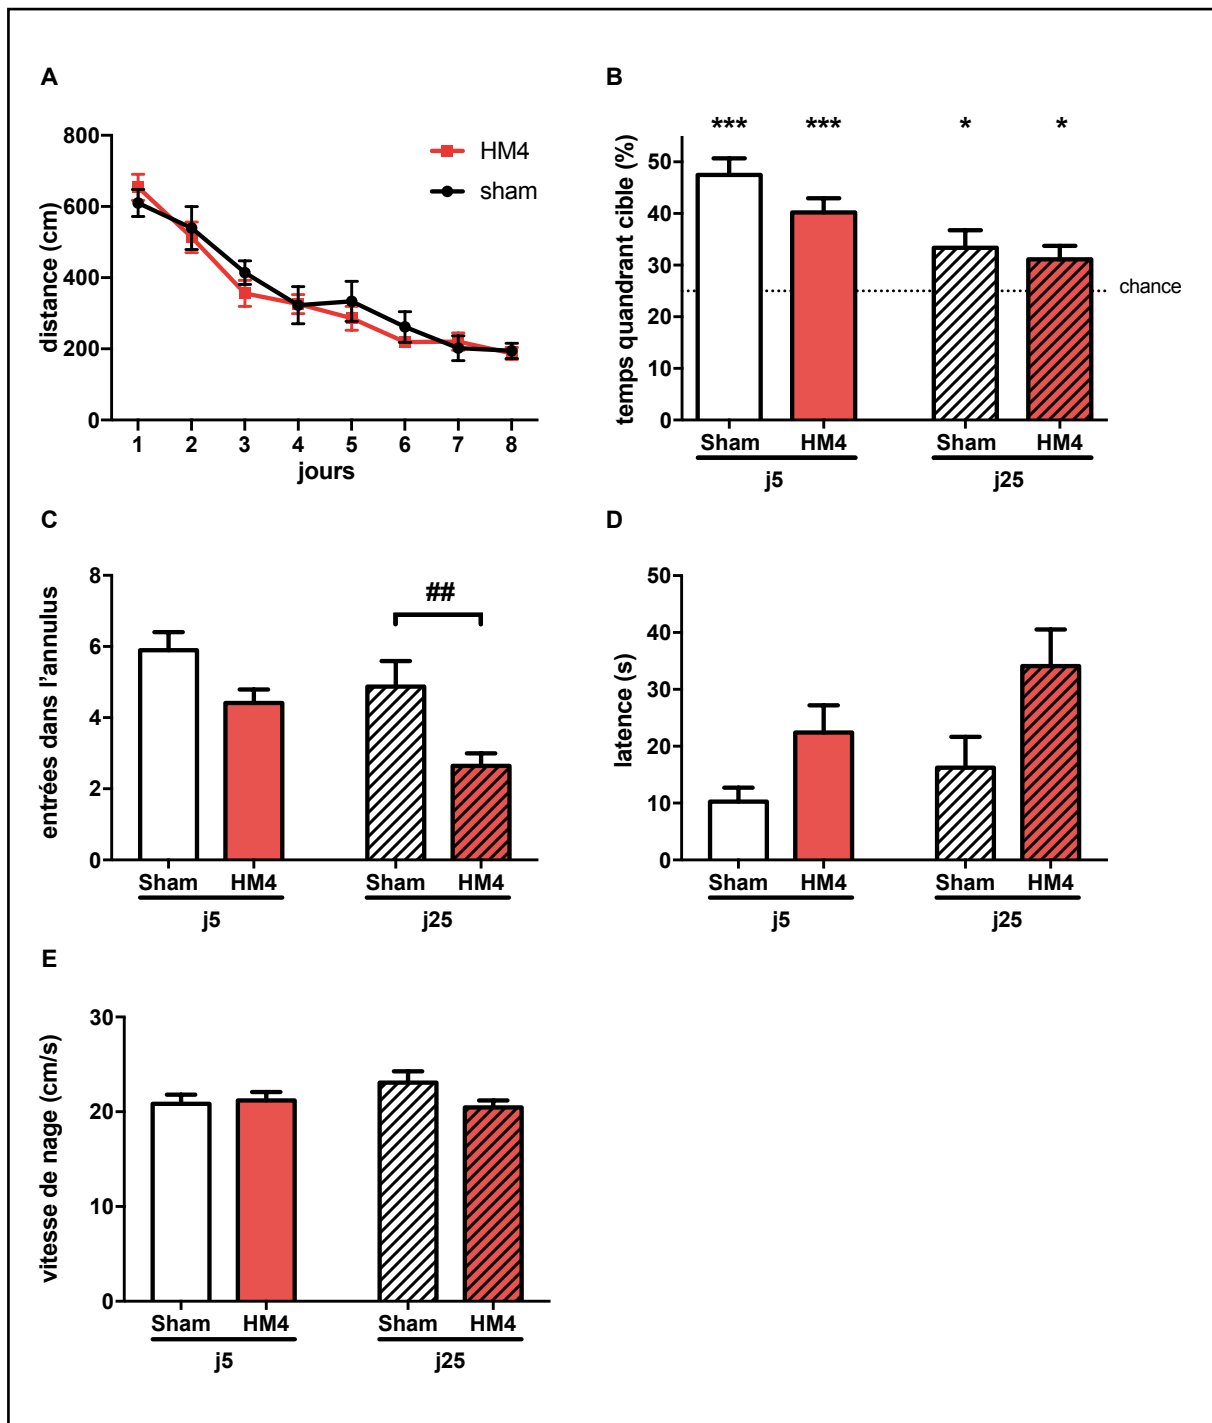 A
distance (cm)
800
600
400
200
0
HM4
sham
1 2 3 4 5 6 7 8
jours
B
temps quandrant cible (%)
*** *** * *
50
40
30
20
10
0
chance
Sham HM4 Sham HM4
j5 j25
C
entrées dans l'annulus
8
6
4
2
0
##
Sham HM4 Sham HM4
j5 j25
D
latence (s)
50
40
30
20
10
0
Sham HM4 Sham HM4
j5 j25
E
vitesse de nage (cm/s)
30
20
10
0
Sham HM4 Sham HM4
j5 j25